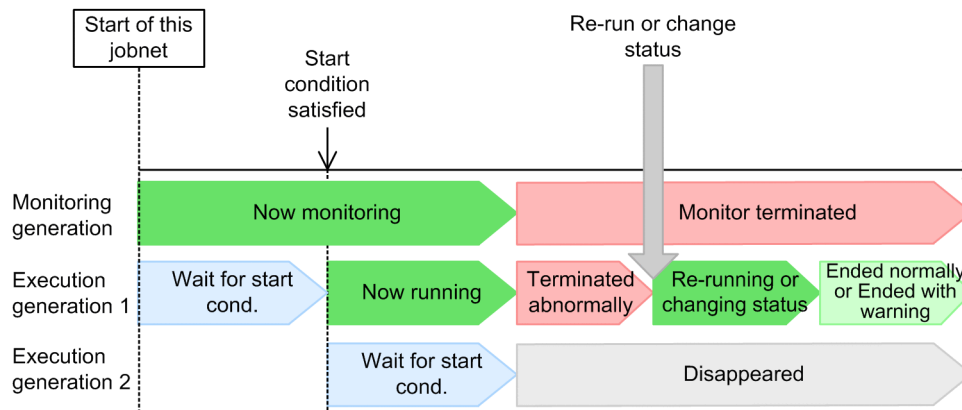 Start of this
jobnet
Re-run or change
status
Start
condition
satisfied
Monitoring
generation
Now monitoring
Monitor terminated
Execution
generation 1
Wait for start
cond.
Now running
Terminated
abnormally
Re-running or
changing status
Ended normally
or Ended with
warning
Execution
generation 2
Wait for start
cond.
Disappeared